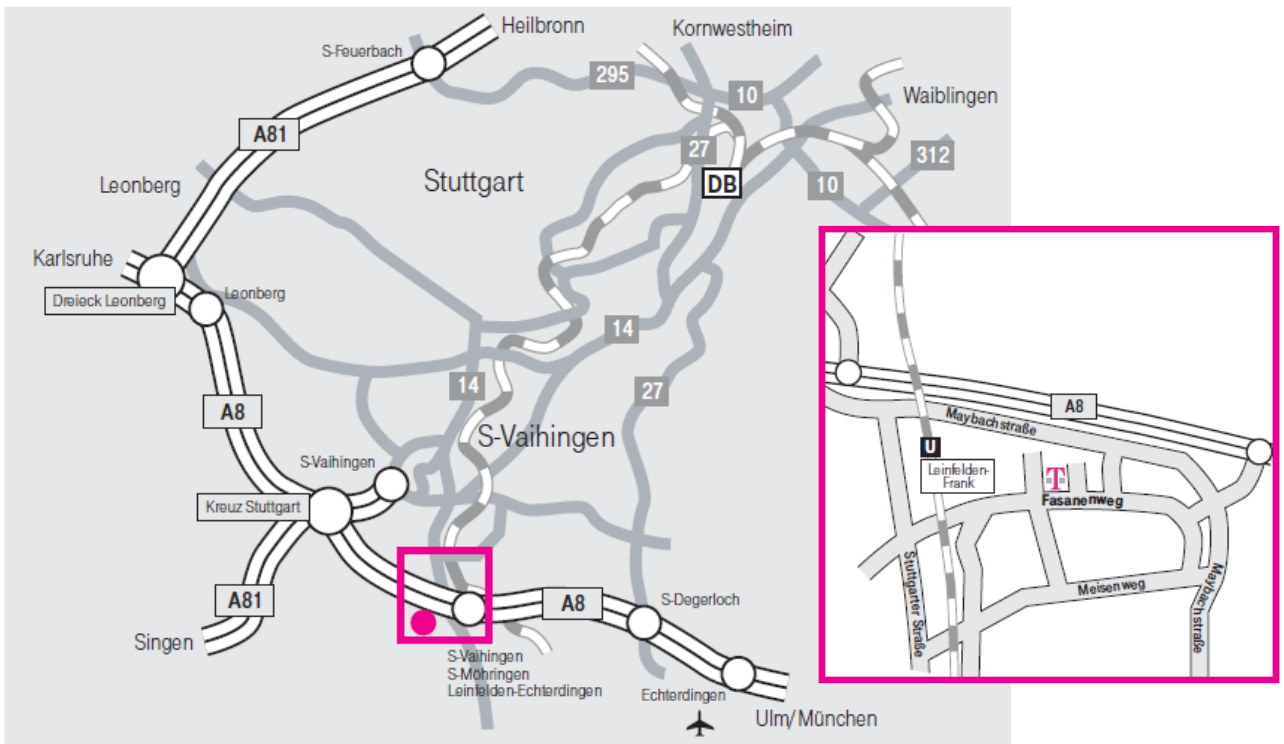 Heilbronn
Kornwestheim
S-Feuerbach
295
10
Waiblingen
A81
27
312
Leonberg
Stuttgart
DB
10
Karlsruhe
Dreieck Leonberg
Leonberg
14
14
27
A8
S-Vaihingen
S-Vaihingen
Kreuz Stuttgart
A81
A8
S-Degerloch
Singen
S-Vaihingen
S-Möhringen
Leinfelden-Echterdingen
Echterdingen
Ulm/München
A8
Maybachstraße
U
Leinfelden-
Frank
T
Fasanenweg
Stuttgarter Straße
Meisenweg
Maybachstraße